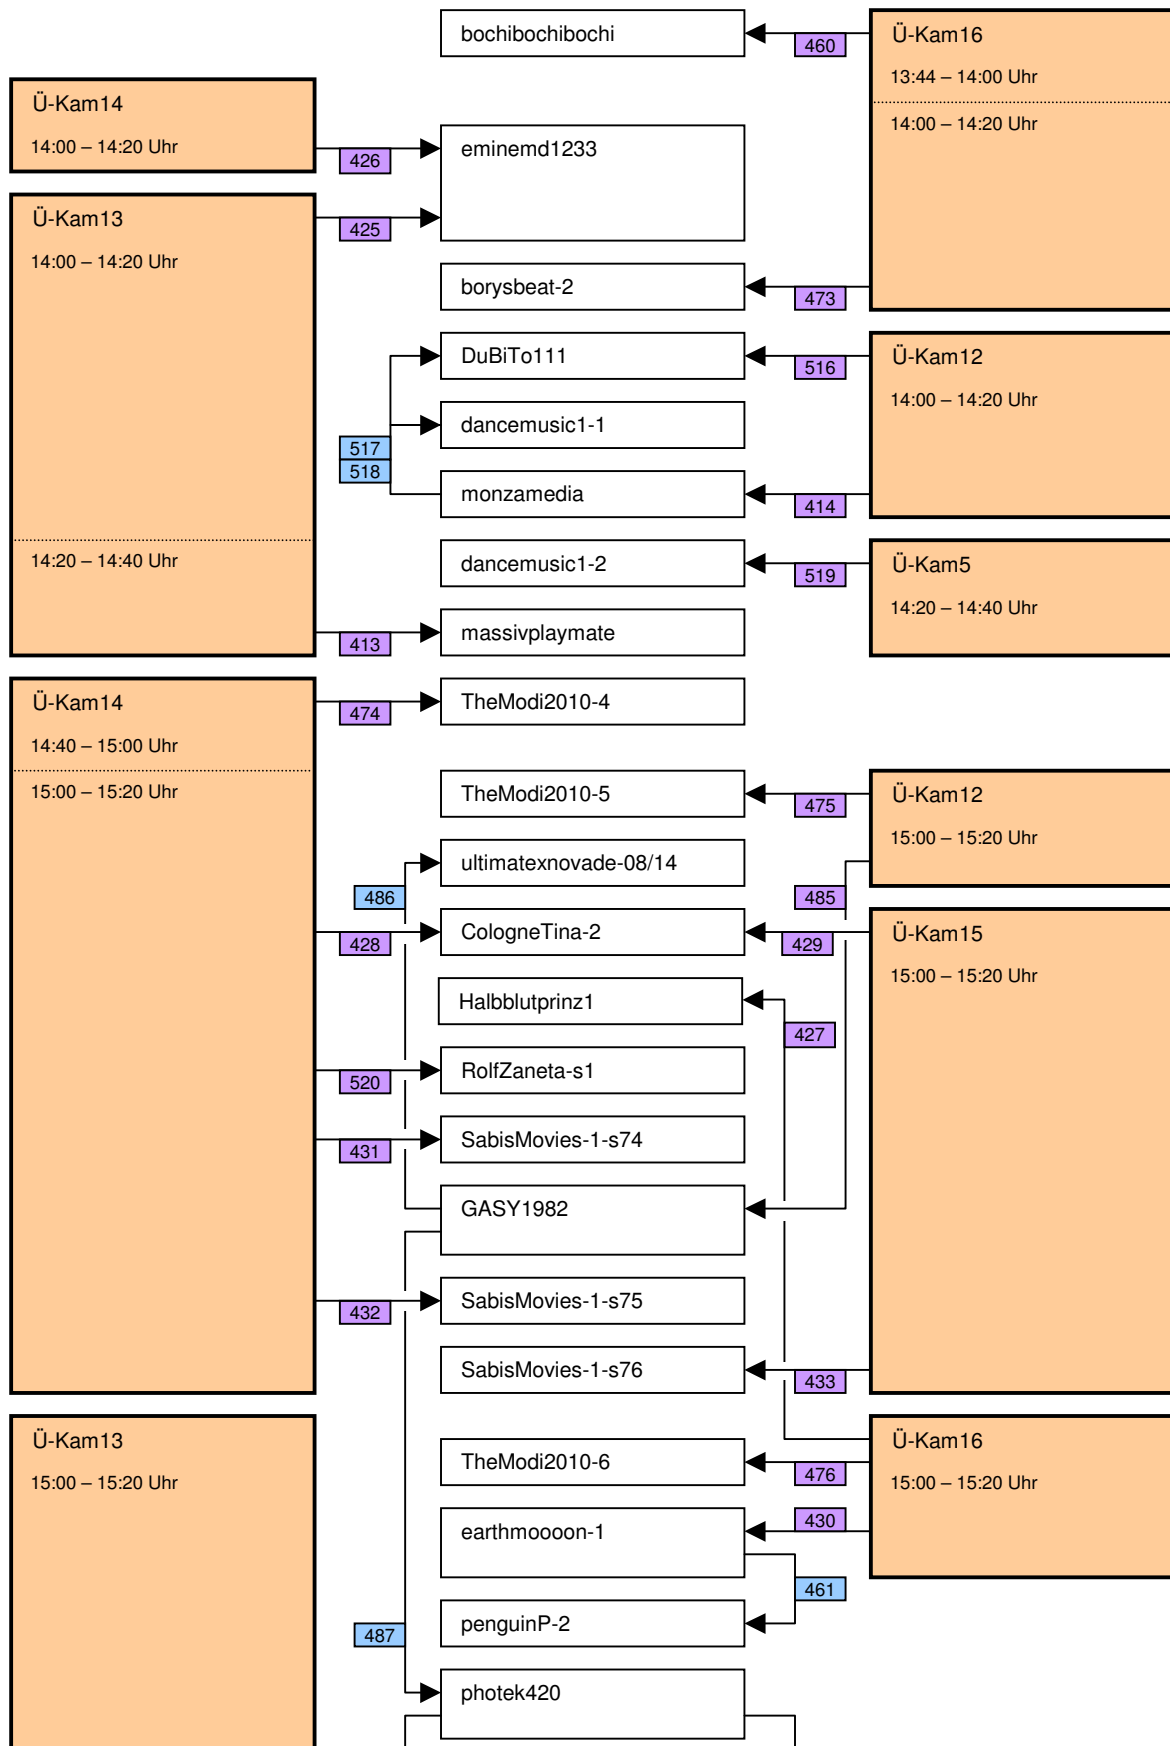 bochibochibochi
460
Ü-Kam16
13:44 – 14:00 Uhr
14:00 – 14:20 Uhr
Ü-Kam14
14:00 – 14:20 Uhr
426
eminemd1233
Ü-Kam13
14:00 – 14:20 Uhr
425
borysbeat-2
473
DuBiTo111
516
Ü-Kam12
14:00 – 14:20 Uhr
dancemusic1-1
517
518
monzamedia
414
14:20 – 14:40 Uhr
dancemusic1-2
519
Ü-Kam5
14:20 – 14:40 Uhr
413
massivplaymate
Ü-Kam14
14:40 – 15:00 Uhr
15:00 – 15:20 Uhr
474
TheModi2010-4
TheModi2010-5
475
Ü-Kam12
15:00 – 15:20 Uhr
ultimatexnovade-08/14
486
485
428
CologneTina-2
429
Ü-Kam15
15:00 – 15:20 Uhr
Halbblutprinz1
427
520
RolfZaneta-s1
431
SabisMovies-1-s74
GASY1982
432
SabisMovies-1-s75
SabisMovies-1-s76
433
Ü-Kam13
15:00 – 15:20 Uhr
TheModi2010-6
476
Ü-Kam16
15:00 – 15:20 Uhr
earthmoooon-1
430
461
penguinP-2
487
photek420